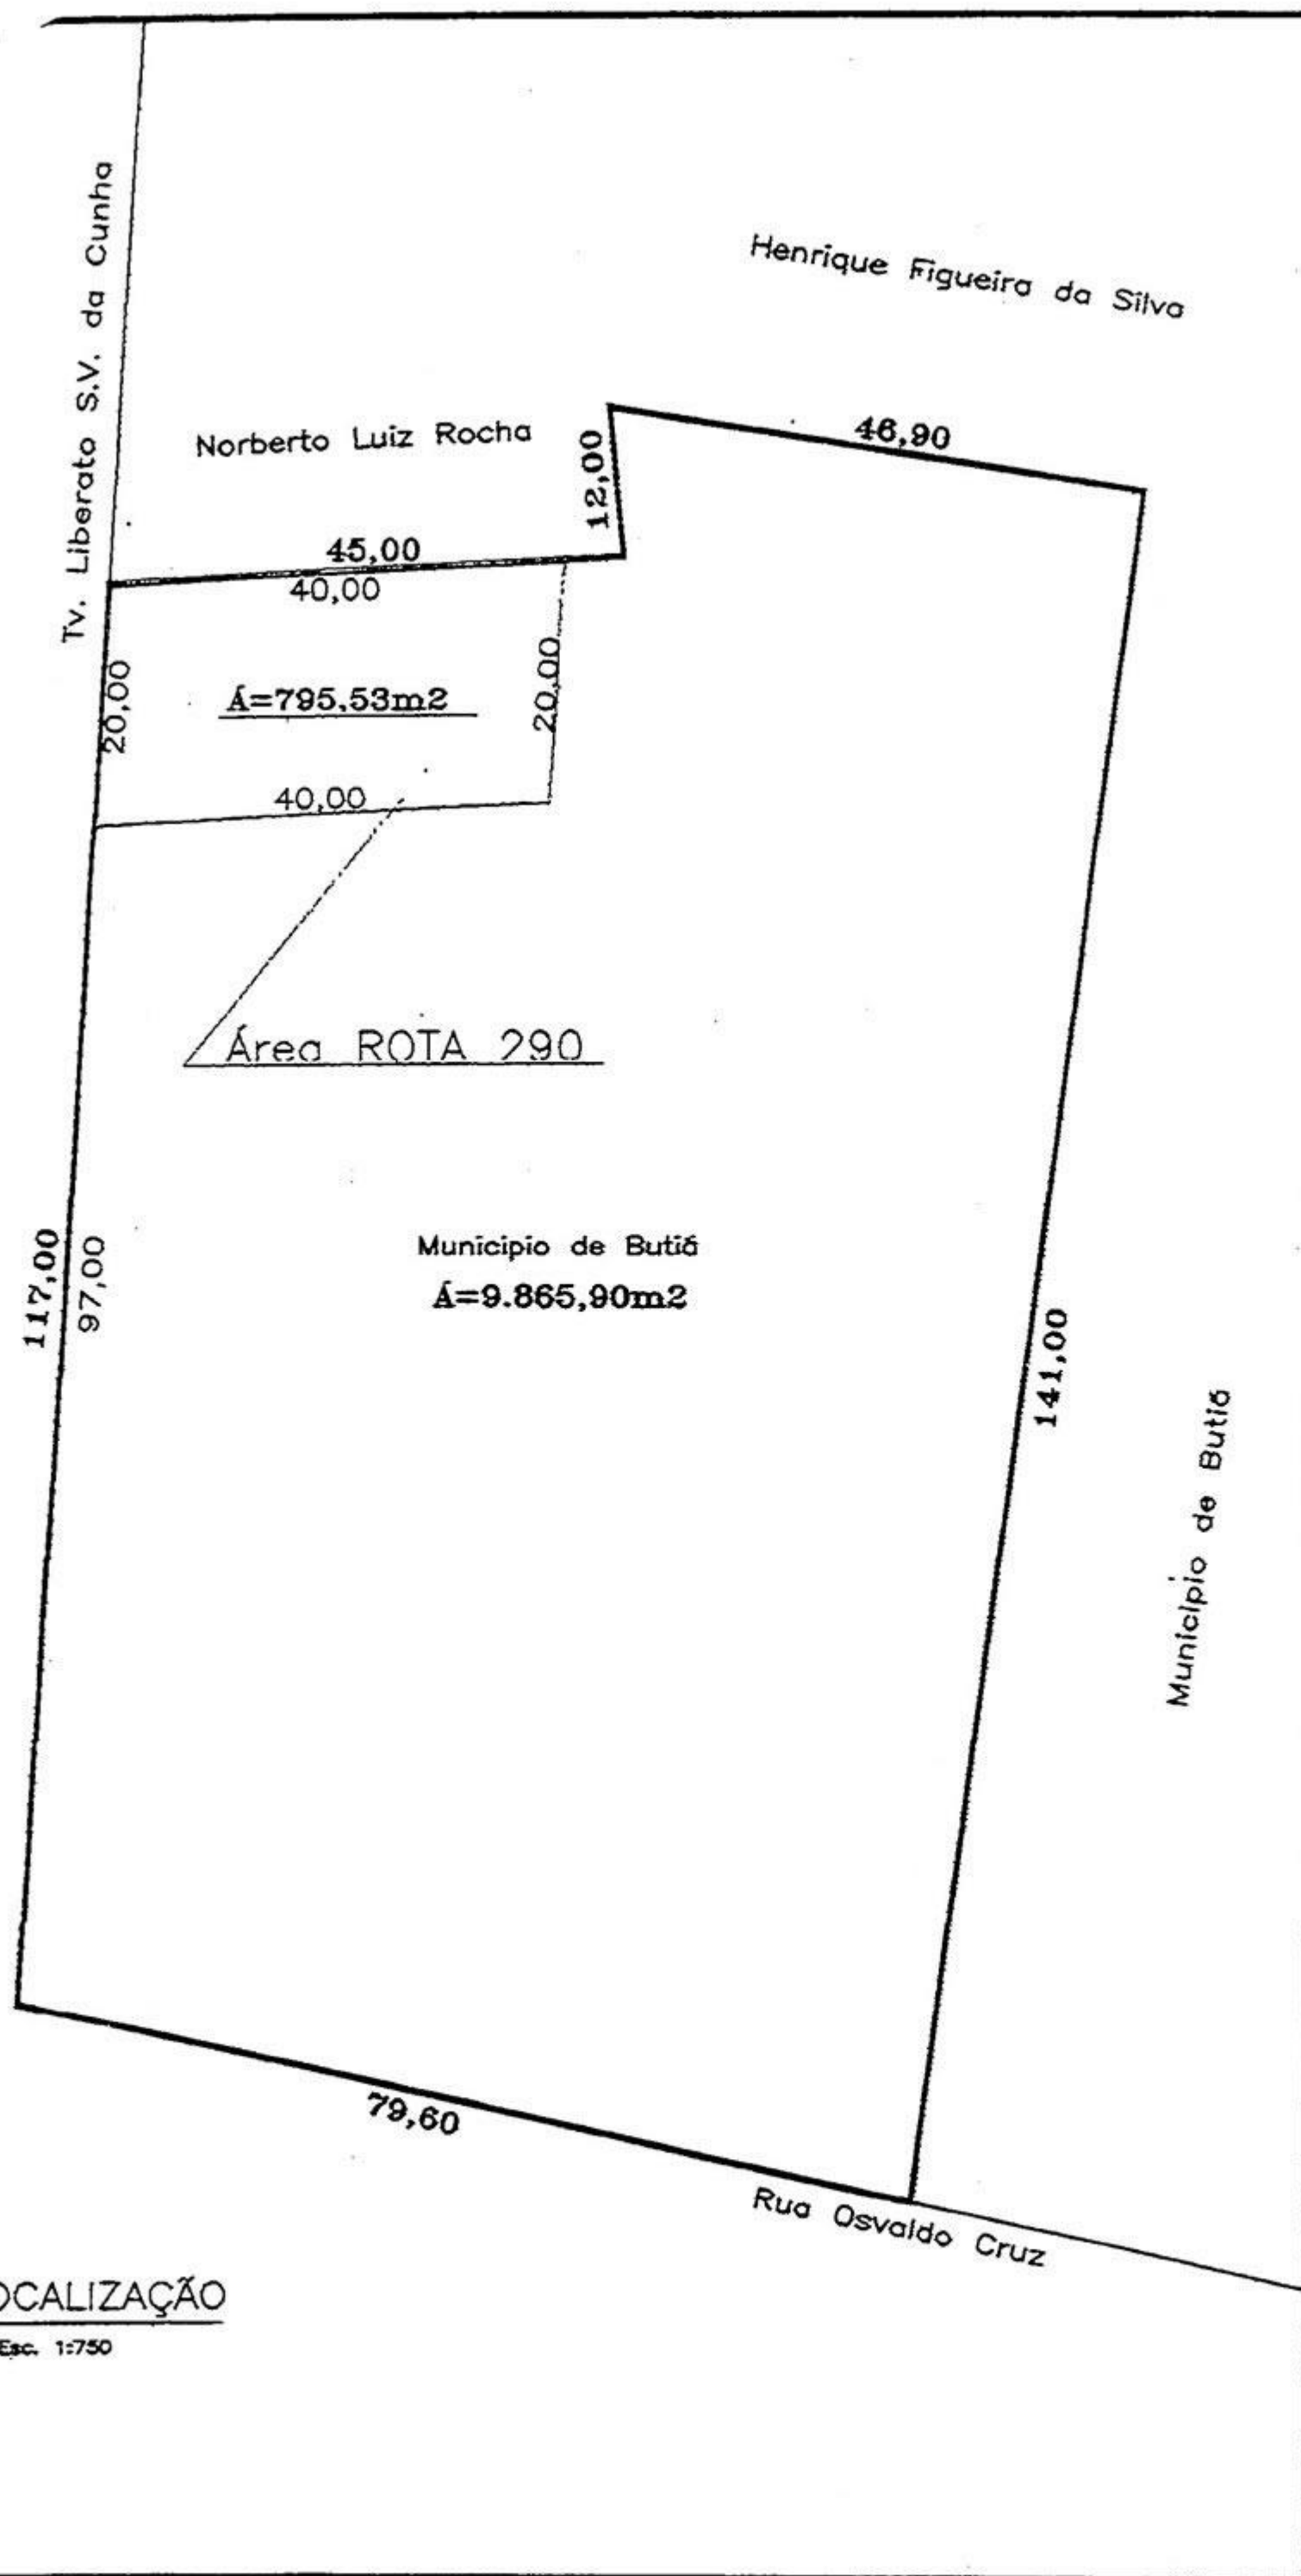 Tv. Liberato S.V. da Cunha
Henrique Figueira da Silva
Norberto Luiz Rocha
12,00
46,90
45,00
40,00
20,00
Á=795,53m2
20,00
40,00
Área ROTA 290
117,00
97,00
Municipio de Butiá
Á=9.865,90m2
141,00
Municipio de Butiá
79,60
Rua Osvaldo Cruz
OCALIZAÇÃO
Esc. 1:750